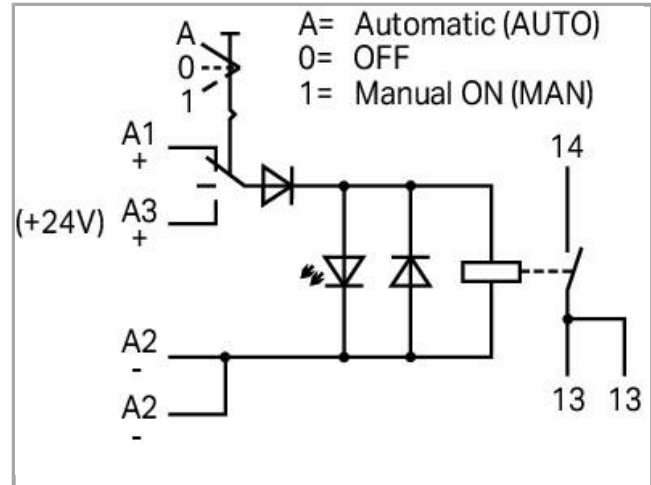 A= Automatic (AUTO)
0= OFF
1= Manual ON (MAN)
A
0
1
A1
+
14
(+24V) A3
+
A2
-
A2
-
13 13